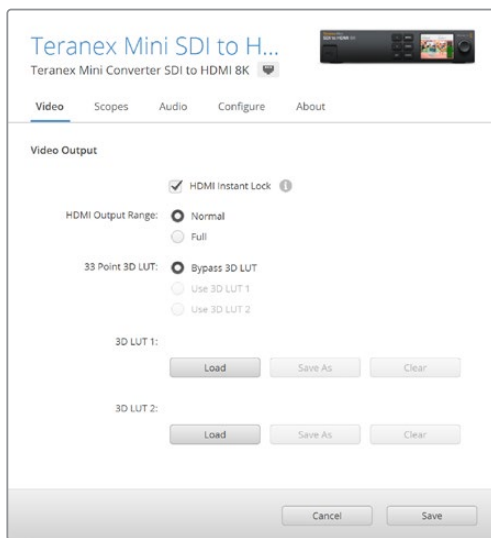 Teranex Mini SDI to H...
Teranex Mini Converter SDI to HDMI 8K
Video Scopes Audio Configure About
Video Output
HDMI Instant Lock
HDMI Output Range: Normal
Full
33 Point 3D LUT: Bypass 3D LUT
Use 3D LUT 1
Use 3D LUT 2
3D LUT 1:
Load Save As Clear
3D LUT 2:
Load Save As Clear
Cancel Save